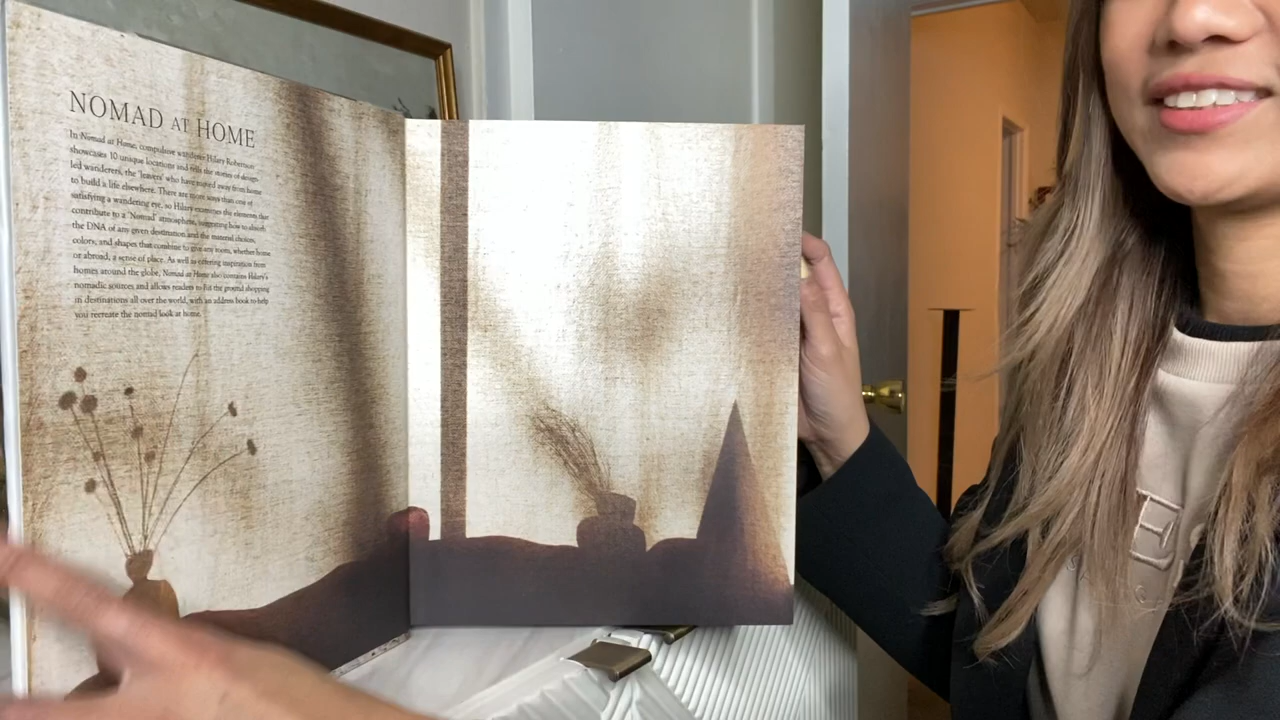 NOMAD AT HOME
In Nomad at Home, compulsive wanderer Hilary Robertson
showcases 10 unique locations and tells the stories of design-
led wanderers, the 'leavers' who have moved away from home
to build a life elsewhere. There are more ways than one of
satisfying a wandering eye, so Hilary examines the elements that
contribute to a 'Nomad' atmosphere, suggesting how to absorb
the DNA of any given destination and the material choices,
colors, and shapes that combine to give any room, whether home
or abroad, a sense of place. As well as offering inspiration from
homes around the globe, Nomad at Home also contains Hilary's
nomadic sources and allows readers to hit the ground shopping
in destinations all over the world, with an address book to help
you recreate the nomad look at home.
E